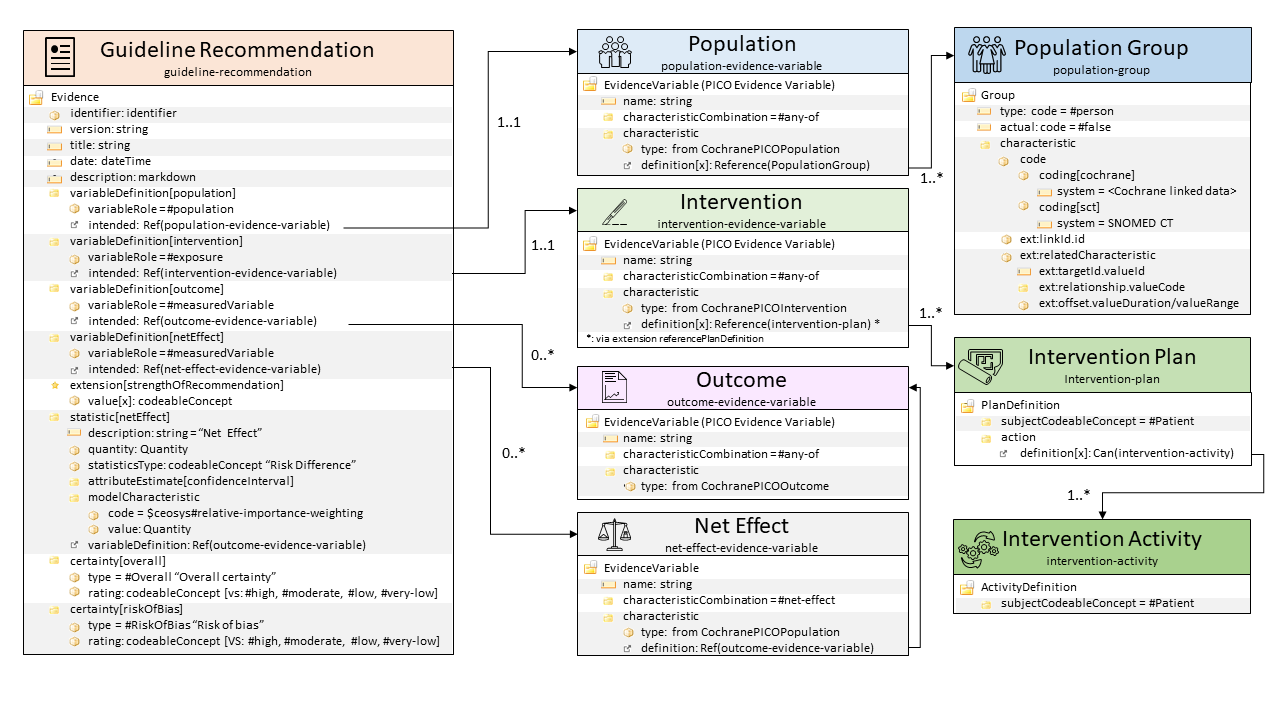 Guideline Recommendation
guideline-recommendation
Evidence
identifier: identifier
version: string
title: string
date: dateTime
description: markdown
variableDefinition[population]
variableRole = #population
intended: Ref(population-evidence-variable)
variableDefinition[intervention]
variableRole = #exposure
intended: Ref(intervention-evidence-variable)
variableDefinition[outcome]
variableRole = #measuredVariable
intended: Ref(outcome-evidence-variable)
variableDefinition[netEffect]
variableRole = #measuredVariable
intended: Ref(net-effect-evidence-variable)
extension[strengthOfRecommendation]
value[x]: codeableConcept
statistic[netEffect]
description: string = “Net Effect”
quantity: Quantity
statisticsType: codeableConcept “Risk Difference”
attributeEstimate[confidenceInterval]
modelCharacteristic
code = $ceosys#relative-importance-weighting
value: Quantity
variableDefinition: Ref(outcome-evidence-variable)
certainty[overall]
type = #Overall “Overall certainty”
rating: codeableConcept [vs: #high, #moderate, #low, #very-low]
certainty[riskOfBias]
type = #RiskOfBias “Risk of bias”
rating: codeableConcept [VS: #high, #moderate, #low, #very-low]
1..1
1..1
0..*
0..*
Population
population-evidence-variable
EvidenceVariable (PICO Evidence Variable)
name: string
characteristicCombination = #any-of
characteristic
type: from CochranePICOPopulation
definition[x]: Reference(PopulationGroup)
Intervention
intervention-evidence-variable
EvidenceVariable (PICO Evidence Variable)
name: string
characteristicCombination = #any-of
characteristic
type: from CochranePICOIntervention
definition[x]: Reference(intervention-plan) *
*: via extension referencePlanDefinition
Outcome
outcome-evidence-variable
EvidenceVariable (PICO Evidence Variable)
name: string
characteristicCombination = #any-of
characteristic
type: from CochranePICOOutcome
Net Effect
net-effect-evidence-variable
EvidenceVariable
name: string
characteristicCombination = #net-effect
characteristic
type: from CochranePICOPopulation
definition: Ref(outcome-evidence-variable)
1..*
1..*
Population Group
population-group
Group
type: code = #person
actual: code = #false
characteristic
code
coding[cochrane]
system = <Cochrane linked data>
coding[sct]
system = SNOMED CT
ext:linkId.id
ext:relatedCharacteristic
ext:targetId.valueId
ext:relationship.valueCode
ext:offset.valueDuration/valueRange
Intervention Plan
Intervention-plan
PlanDefinition
subjectCodeableConcept = #Patient
action
definition[x]: Can(intervention-activity)
1..*
Intervention Activity
intervention-activity
ActivityDefinition
subjectCodeableConcept = #Patient